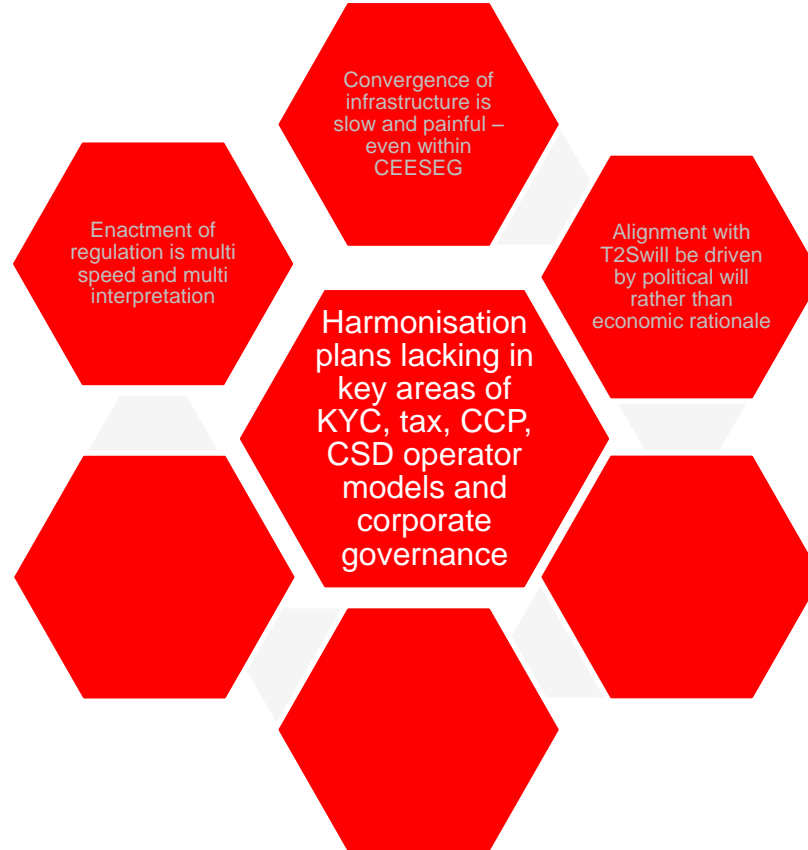 Convergence of
infrastructure is
slow and painful –
even within
CEESEG
Enactment of
regulation is multi
speed and multi
interpretation
Alignment with
T2Swill be driven
by political will
rather than
economic rationale
Harmonisation
plans lacking in
key areas of
KYC, tax, CCP,
CSD operator
models and
corporate
governance